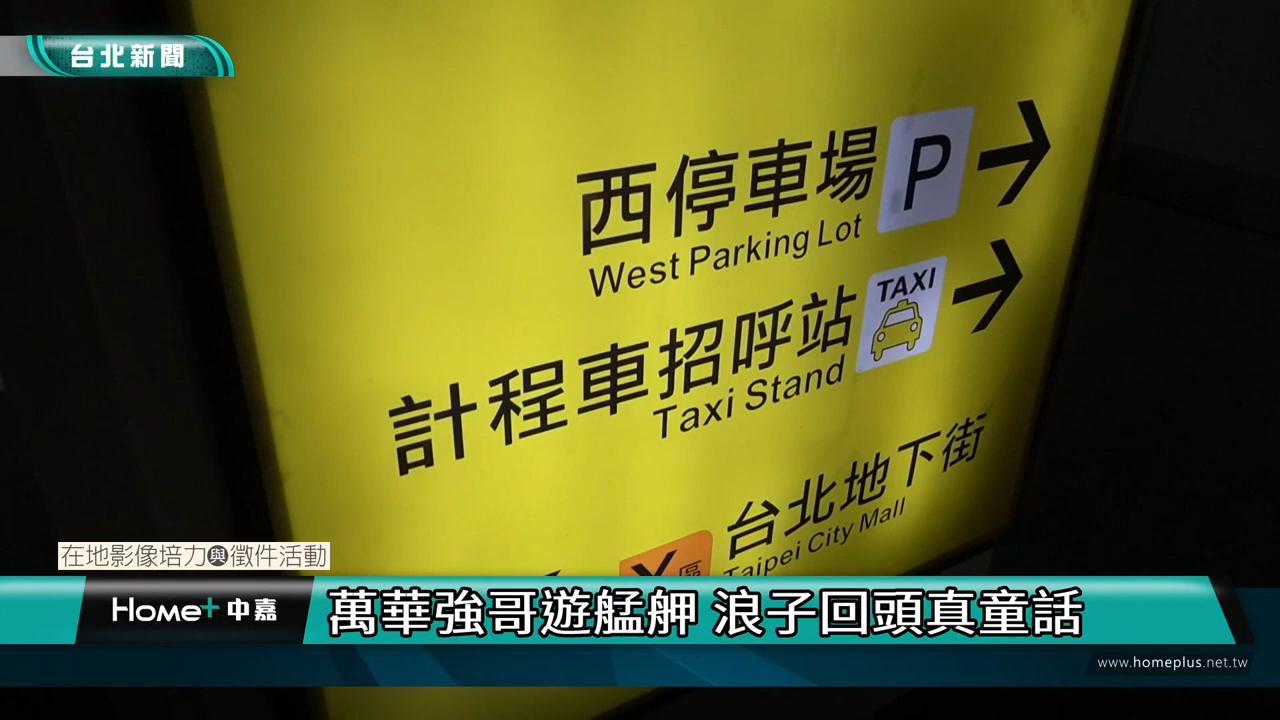 台北新聞
西停車場 P
West Parking Lot
計程車招呼站 TAXI
Taxi Stand
台北地下街
Taipei City Mall
Y區
在地影像培力與徵件活動
Home+中嘉
萬華強哥遊艋舺 浪子回頭真童話
www.homeplus.net.tw